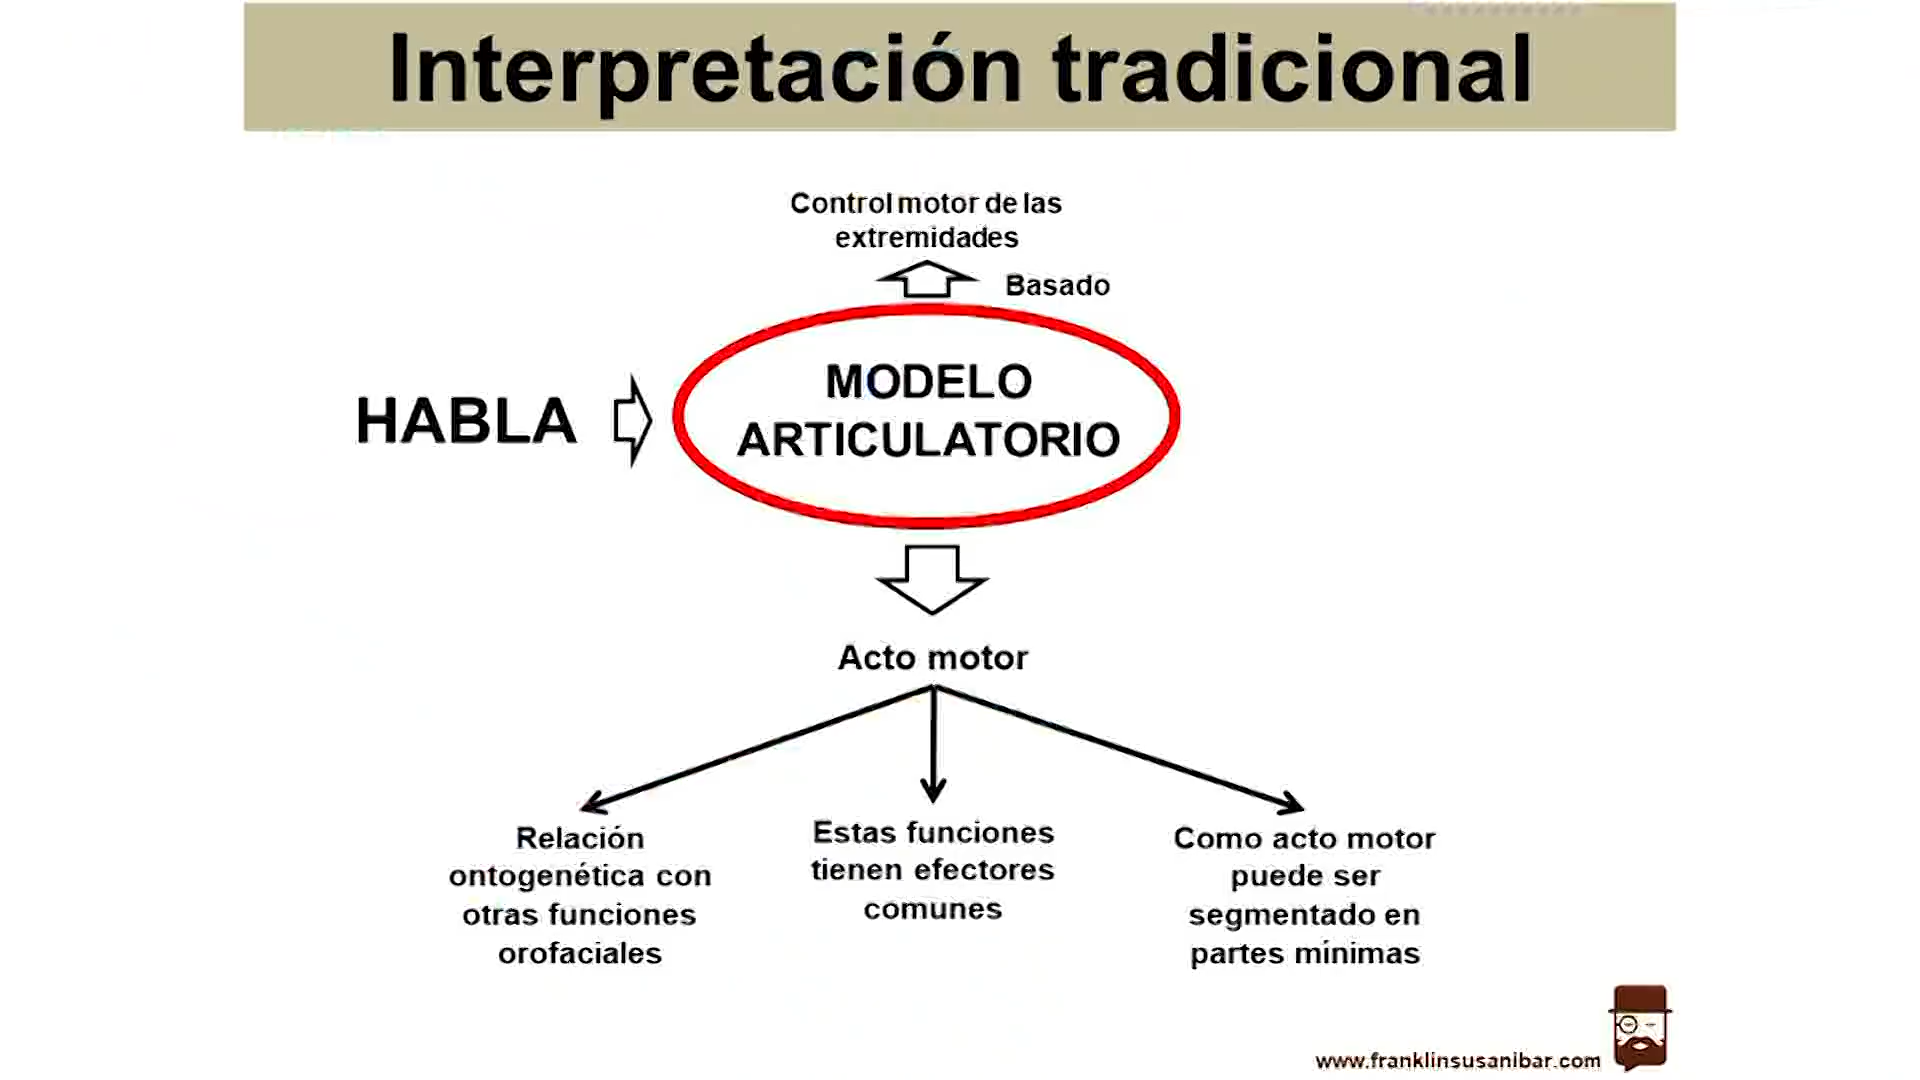 Interpretación tradicional
Control motor de las
extremidades
Basado
MODELO
ARTICULATORIO
HABLA
Acto motor
Relación
ontogenética con
otras funciones
orofaciales
Estas funciones
tienen efectores
comunes
Como acto motor
puede ser
segmentado en
partes mínimas
www.franklinsusanibar.com